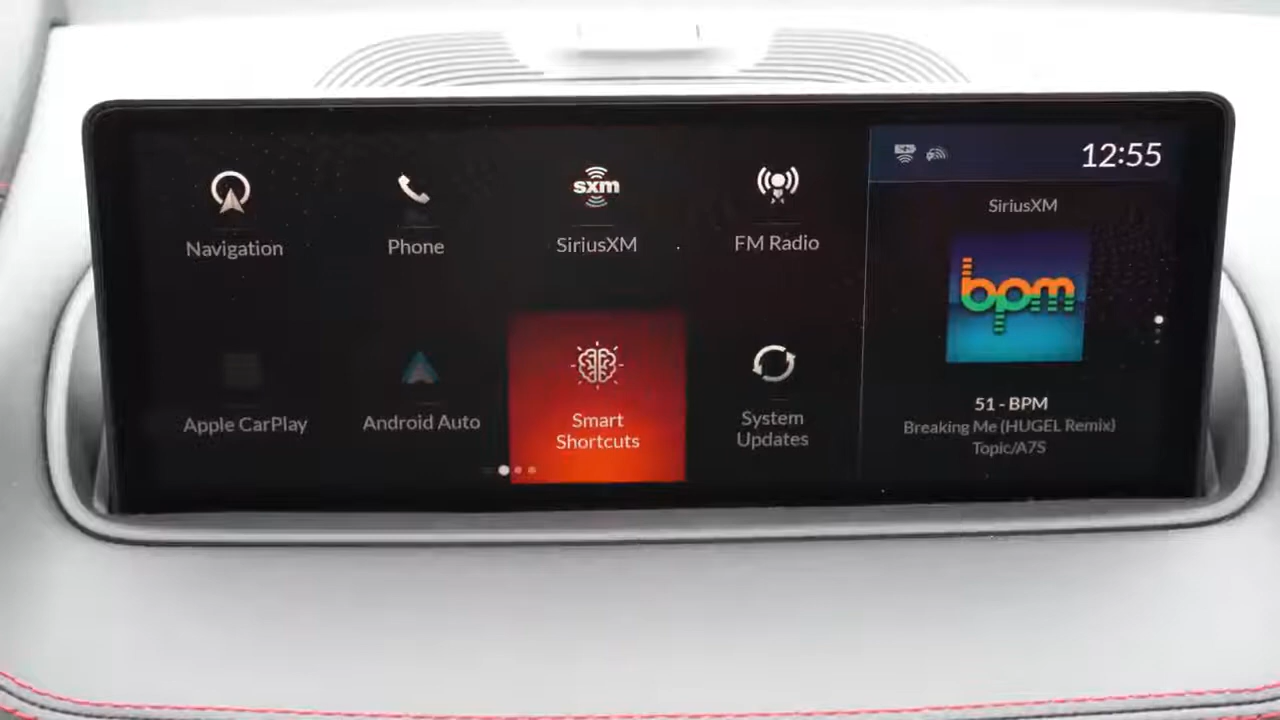 12:55
sxm
Navigation
Phone
SiriusXM
FM Radio
Apple CarPlay
Android Auto
Smart
Shortcuts
System
Updates
SiriusXM
bpm
51 - BPM
Breaking Me (HUGEL Remix)
Topic/A7S